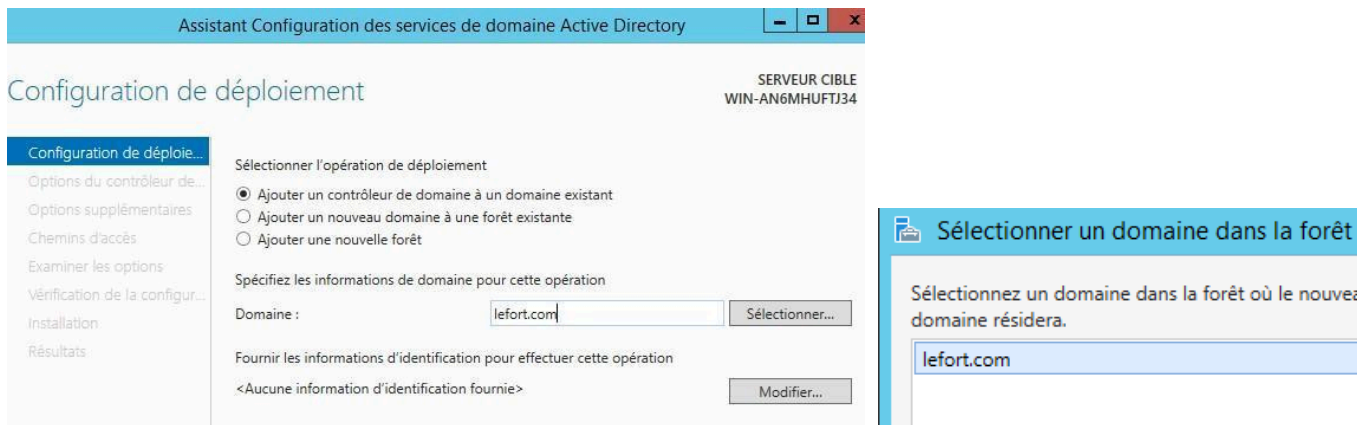 Assistant Configuration des services de domaine Active Directory
x
Configuration de déploiement
SERVEUR CIBLE
WIN-AN6MHUFTJ34
Configuration de déploie...
Options du contrôleur de...
Options supplémentaires
Chemins d'accès
Examiner les options
Vérification de la configur...
Installation
Résultats
Sélectionner l'opération de déploiement
Ajouter un contrôleur de domaine à un domaine existant
Ajouter un nouveau domaine à une forêt existante
Ajouter une nouvelle forêt
Spécifiez les informations de domaine pour cette opération
Domaine :
lefort.com
Sélectionner...
Fournir les informations d'identification pour effectuer cette opération
<Aucune information d'identification fournie>
Modifier...
Sélectionner un domaine dans la forêt
Sélectionnez un domaine dans la forêt où le nouvea
domaine résidera.
lefort.com